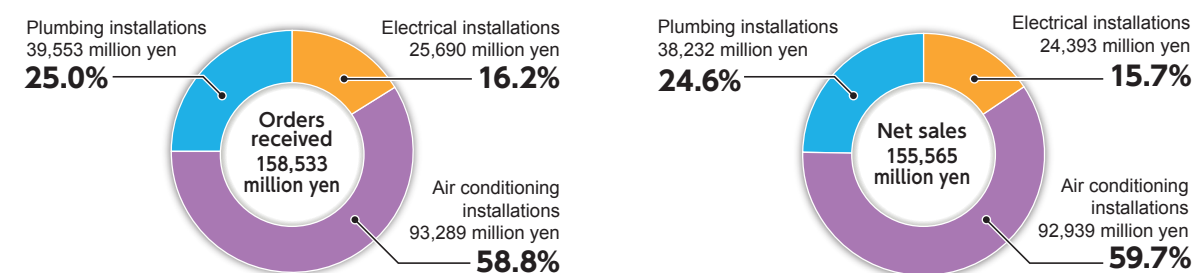 Plumbing installations
39,553 million yen
25.0%
Electrical installations
25,690 million yen
16.2%
Orders
received
158,533
million yen
Air conditioning
installations
93,289 million yen
58.8%
Plumbing installations
38,232 million yen
24.6%
Electrical installations
24,393 million yen
15.7%
Net sales
155,565
million yen
Air conditioning
installations
92,939 million yen
59.7%